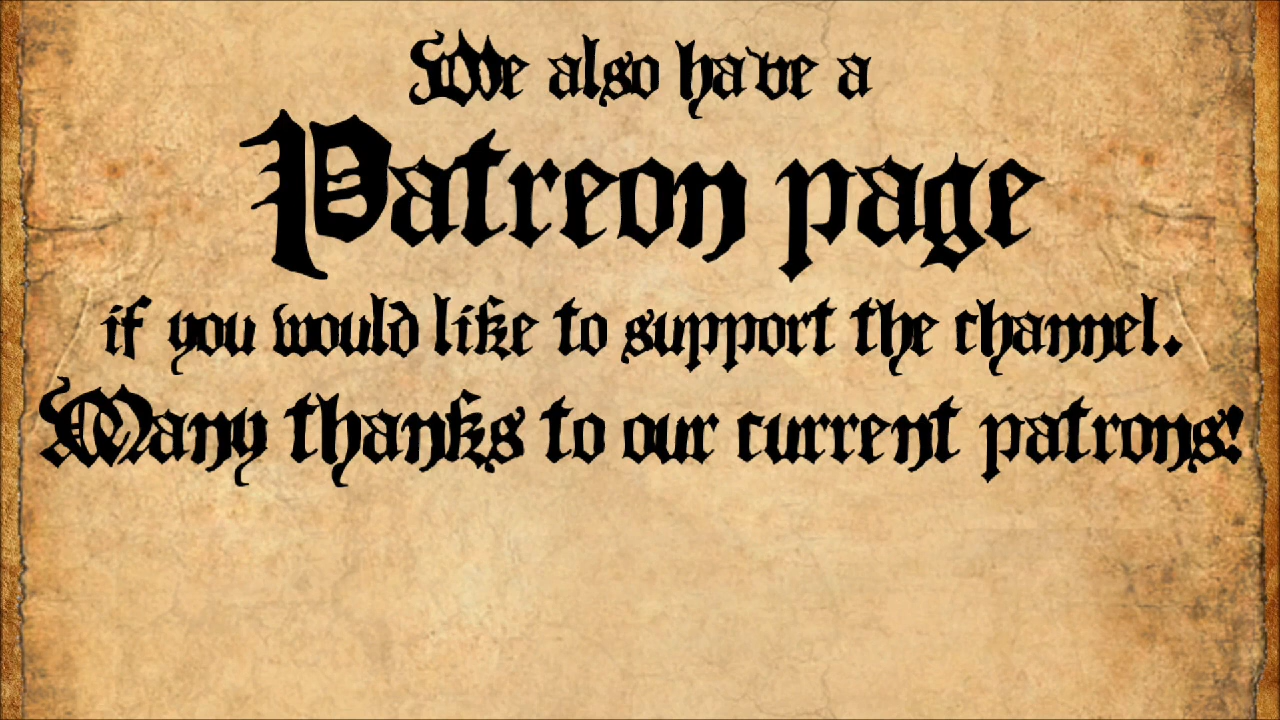 We also have a
Patreon page
if you would like to support the channel.
Many thanks to our current patrons!